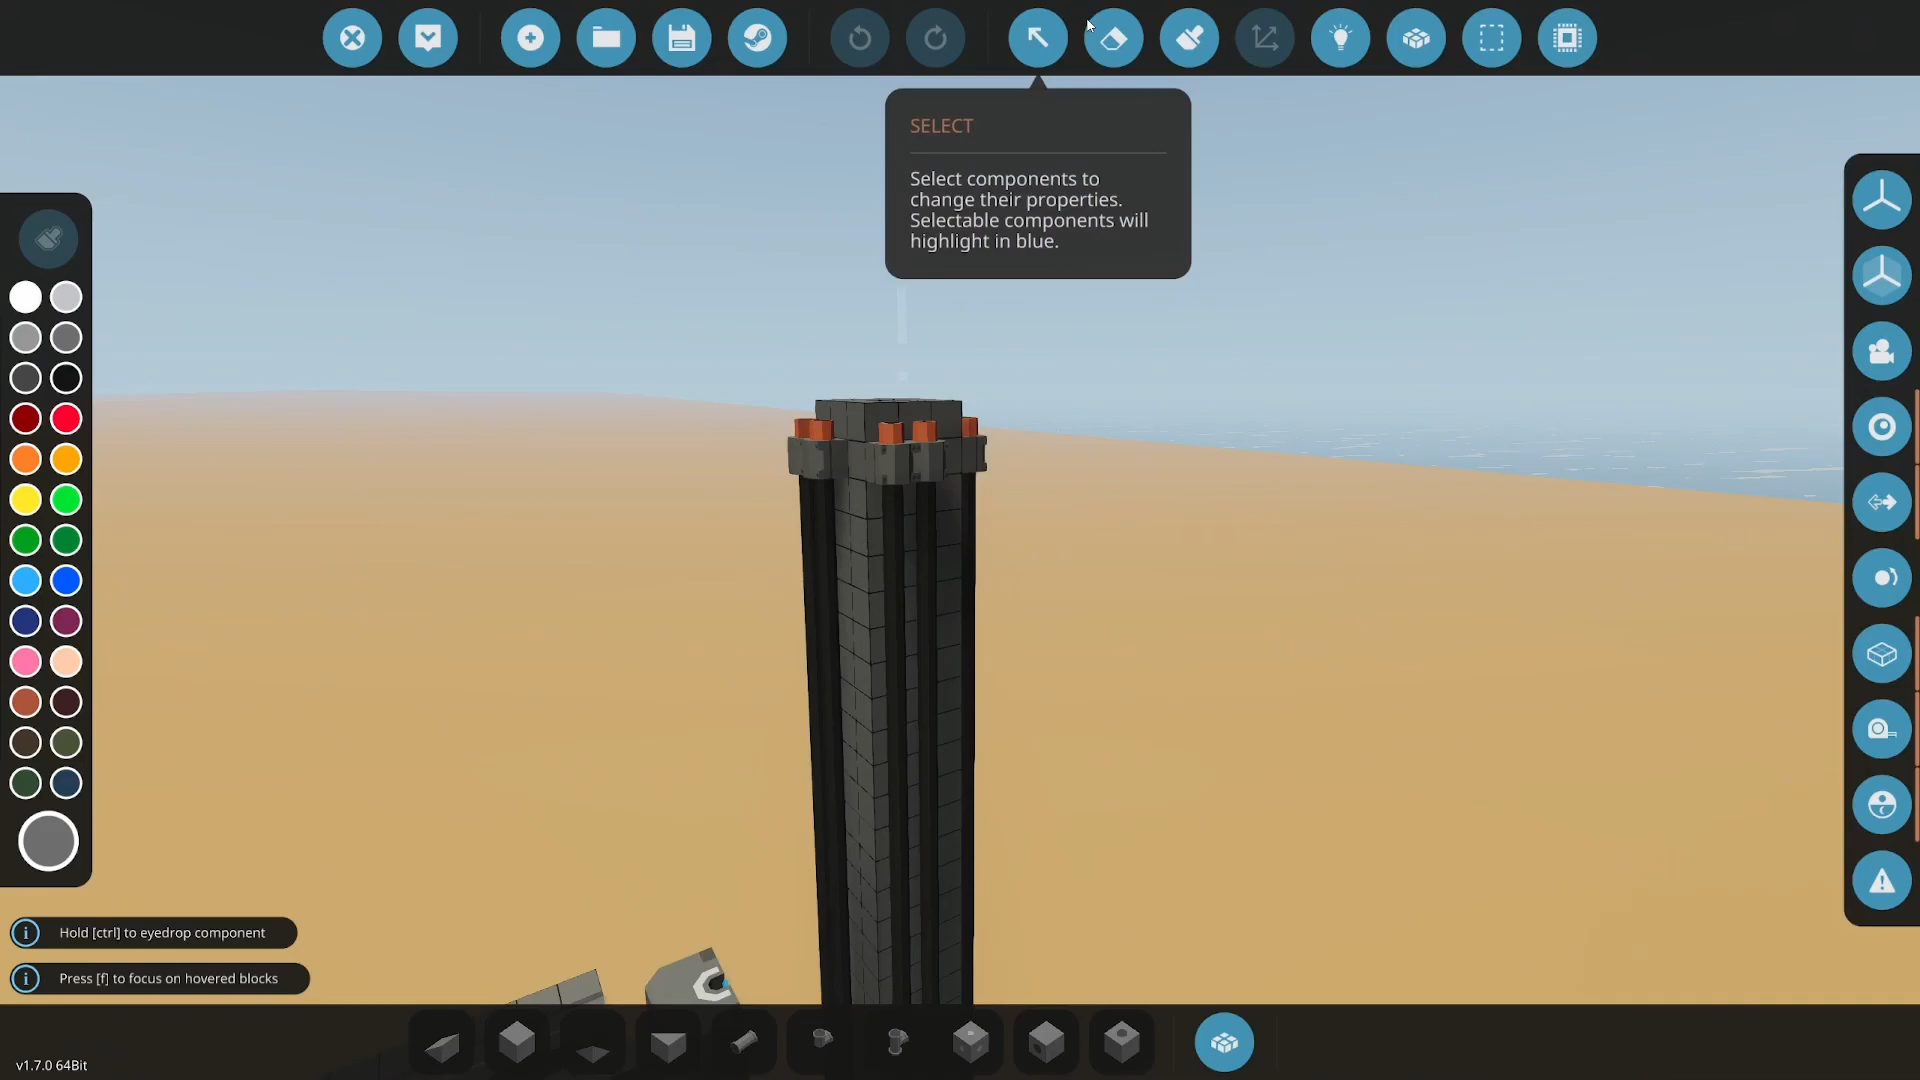 SELECT
Select components to
change their properties.
Selectable components will
highlight in blue.
Hold [ctrl] to eyedrop component
Press [f] to focus on hovered blocks
v1.7.0 64Bit